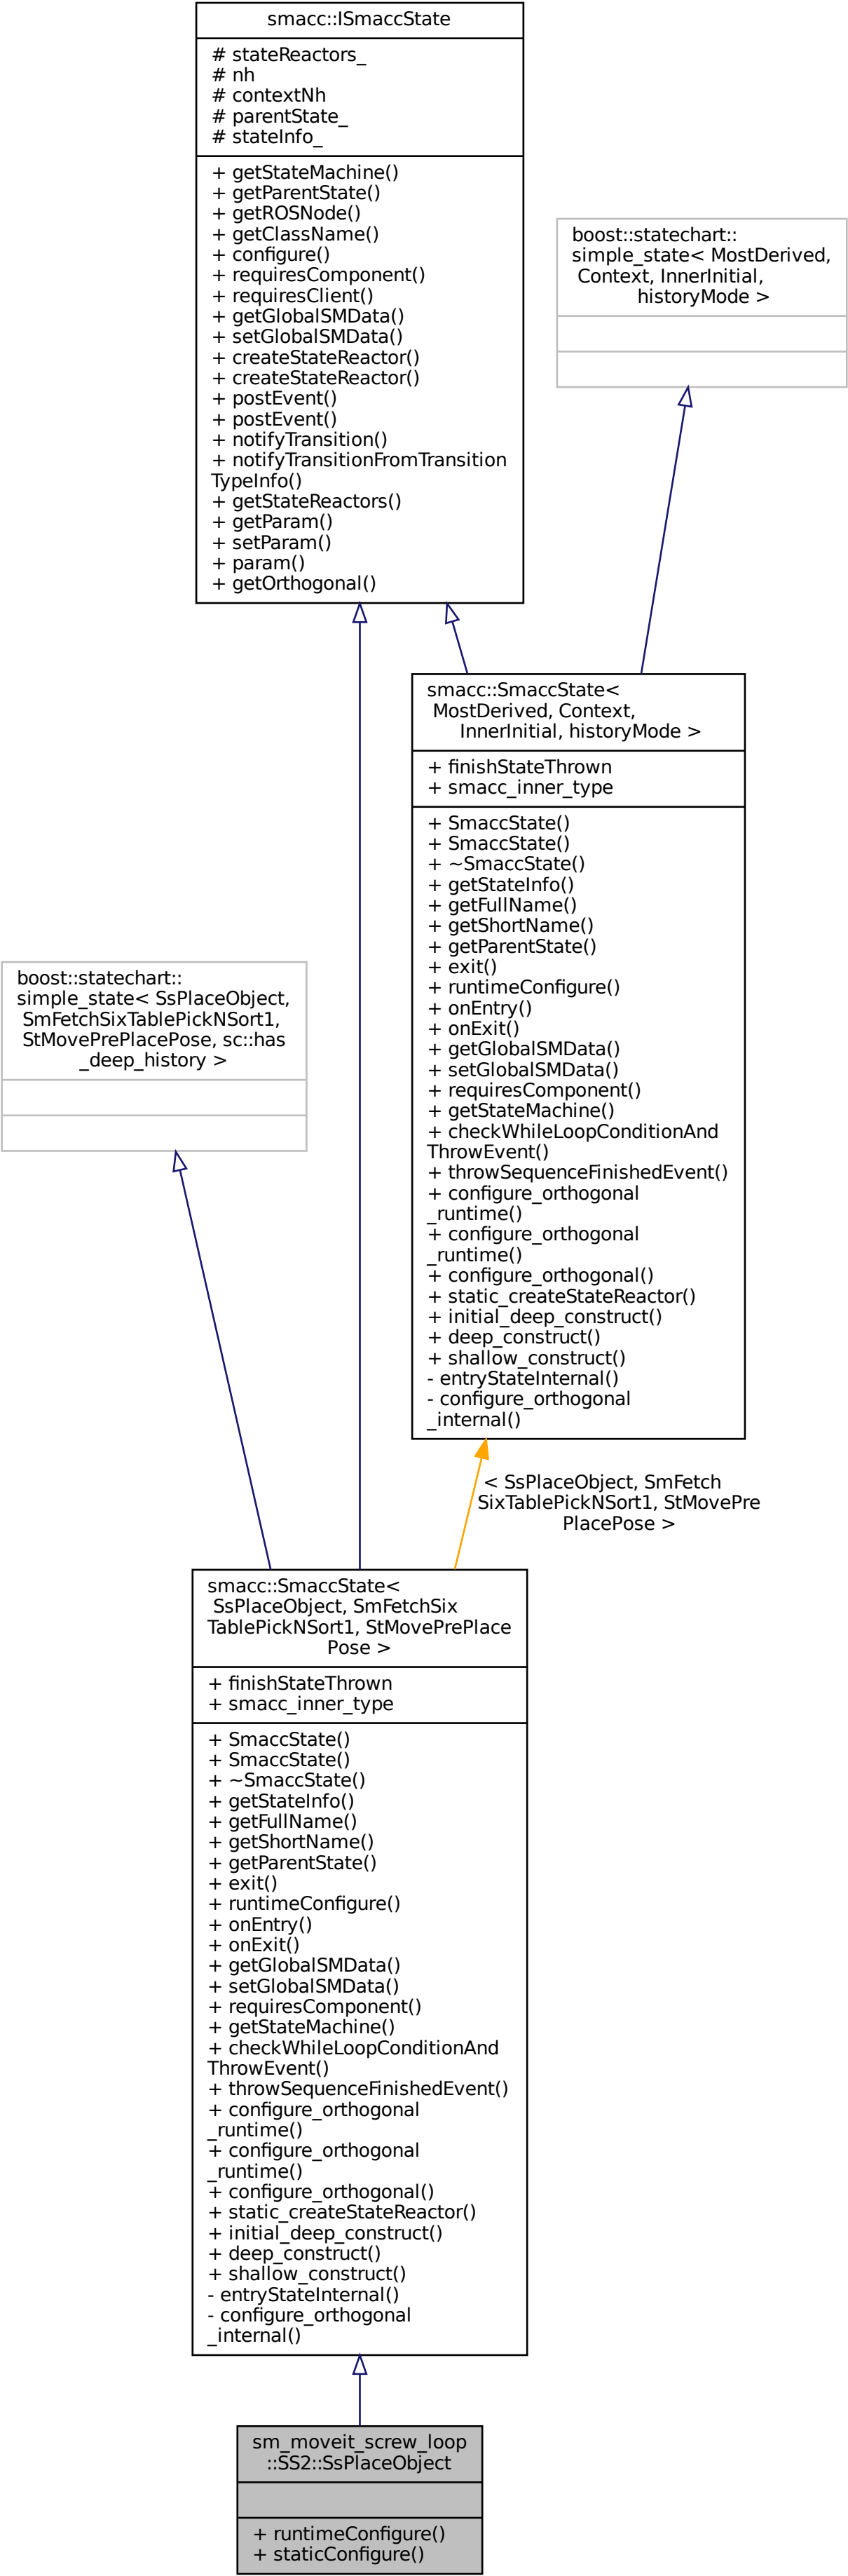 smacc::ISmaccState
# stateReactors_
# nh
# contextNh
# parentState_
# stateInfo_
+ getStateMachine()
+ getParentState()
+ getROSNode()
+ getClassName()
+ configure()
+ requiresComponent()
+ requiresClient()
+ getGlobalSMData()
+ setGlobalSMData()
+ createStateReactor()
+ createStateReactor()
+ postEvent()
+ postEvent()
+ notifyTransition()
+ notifyTransitionFromTransition
TypeInfo()
+ getStateReactors()
+ getParam()
+ setParam()
+ param()
+ getOrthogonal()
boost::statechart::
simple_state< MostDerived,
Context, InnerInitial,
historyMode >
smacc::SmaccState<
MostDerived, Context,
InnerInitial, historyMode >
+ finishStateThrown
+ smacc_inner_type
+ SmaccState()
+ SmaccState()
+ ~SmaccState()
+ getStateInfo()
+ getFullName()
+ getShortName()
+ getParentState()
+ exit()
+ runtimeConfigure()
+ onEntry()
+ onExit()
+ getGlobalSMData()
+ setGlobalSMData()
+ requiresComponent()
+ getStateMachine()
+ checkWhileLoopConditionAnd
ThrowEvent()
+ throwSequenceFinishedEvent()
+ configure_orthogonal
_runtime()
+ configure_orthogonal
_runtime()
+ configure_orthogonal()
+ static_createStateReactor()
+ initial_deep_construct()
+ deep_construct()
+ shallow_construct()
- entryStateInternal()
- configure_orthogonal
_internal()
boost::statechart::
simple_state< SsPlaceObject,
SmFetchSixTablePickNSort1,
StMovePrePlacePose, sc::has
_deep_history >
< SsPlaceObject, SmFetch
SixTablePickNSort1, StMovePre
PlacePose >
smacc::SmaccState<
SsPlaceObject, SmFetchSix
TablePickNSort1, StMovePrePlace
Pose >
+ finishStateThrown
+ smacc_inner_type
+ SmaccState()
+ SmaccState()
+ ~SmaccState()
+ getStateInfo()
+ getFullName()
+ getShortName()
+ getParentState()
+ exit()
+ runtimeConfigure()
+ onEntry()
+ onExit()
+ getGlobalSMData()
+ setGlobalSMData()
+ requiresComponent()
+ getStateMachine()
+ checkWhileLoopConditionAnd
ThrowEvent()
+ throwSequenceFinishedEvent()
+ configure_orthogonal
_runtime()
+ configure_orthogonal
_runtime()
+ configure_orthogonal()
+ static_createStateReactor()
+ initial_deep_construct()
+ deep_construct()
+ shallow_construct()
- entryStateInternal()
- configure_orthogonal
_internal()
sm_moveit_screw_loop
::SS2::SsPlaceObject
+ runtimeConfigure()
+ staticConfigure()